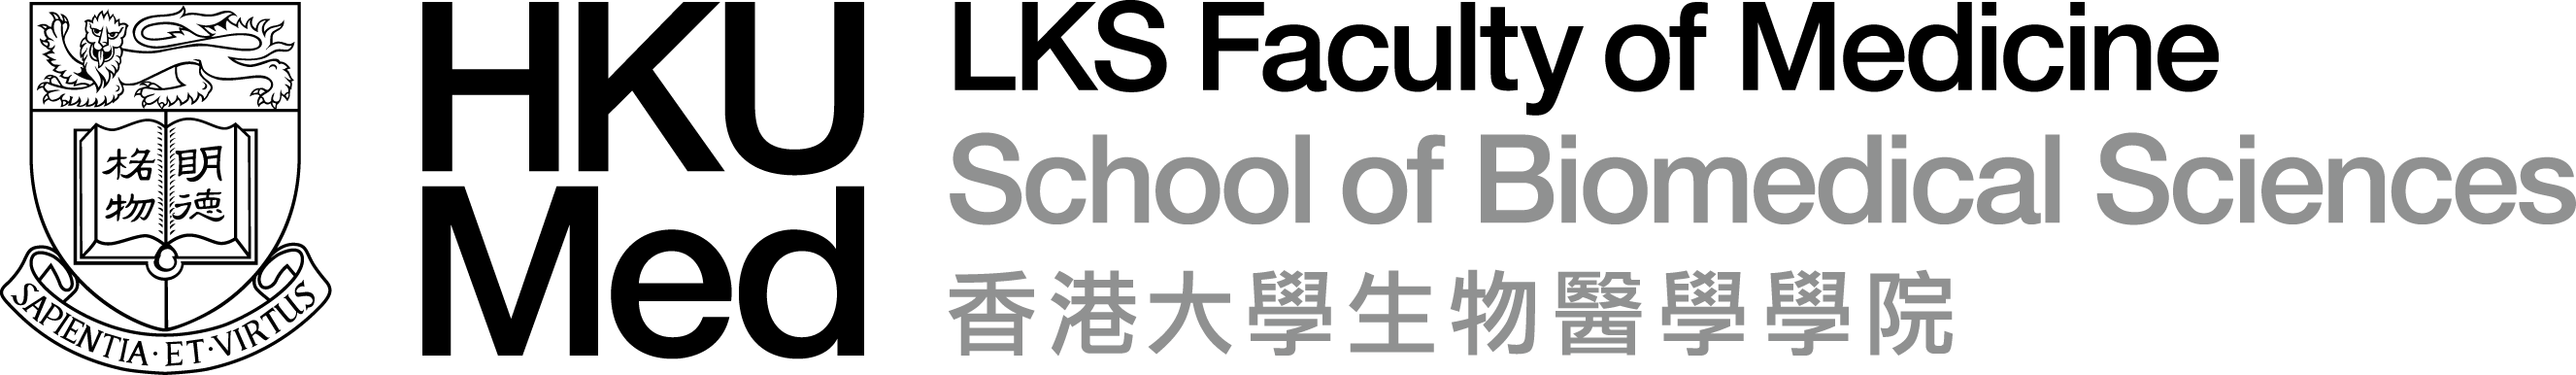 明德
格物
SAPIENTIA·ET·VIRTUS
HKU
Med
LKS Faculty of Medicine
School of Biomedical Sciences
香港大學生物醫學學院